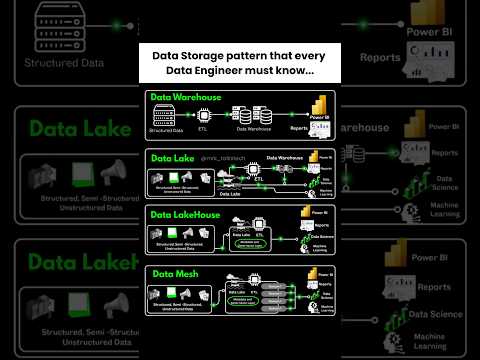 Data Storage pattern that every
Data Engineer must know...
Structured Data
Power BI
Reports
Data Warehouse
Structured Data
ETL
Data Warehouse
Power BI
Reports
Data Lake
@mrk_talkstech
Data Warehouse
ETL
Data Lake
Structured, Semi-Structured,
Unstructured Data
Power BI
Reports
Data
Science
Machine
Learning
Data LakeHouse
Data Lake
ETL
Structured, Semi-Structured,
Unstructured Data
Power BI
Reports
Data Science
Machine
Learning
Data Mesh
Data Lake
ETL
Structured, Semi-Structured,
Unstructured Data
Power BI
Reports
Data
Science
Machine
Learning
Data Lake
Data LakeH
Structured, Semi-Structured,
Unstructured Data
Warehouse
Power BI
Reports
Data
Science
Machine
Learning
Power BI
Reports
Data Science
Machine
Learning